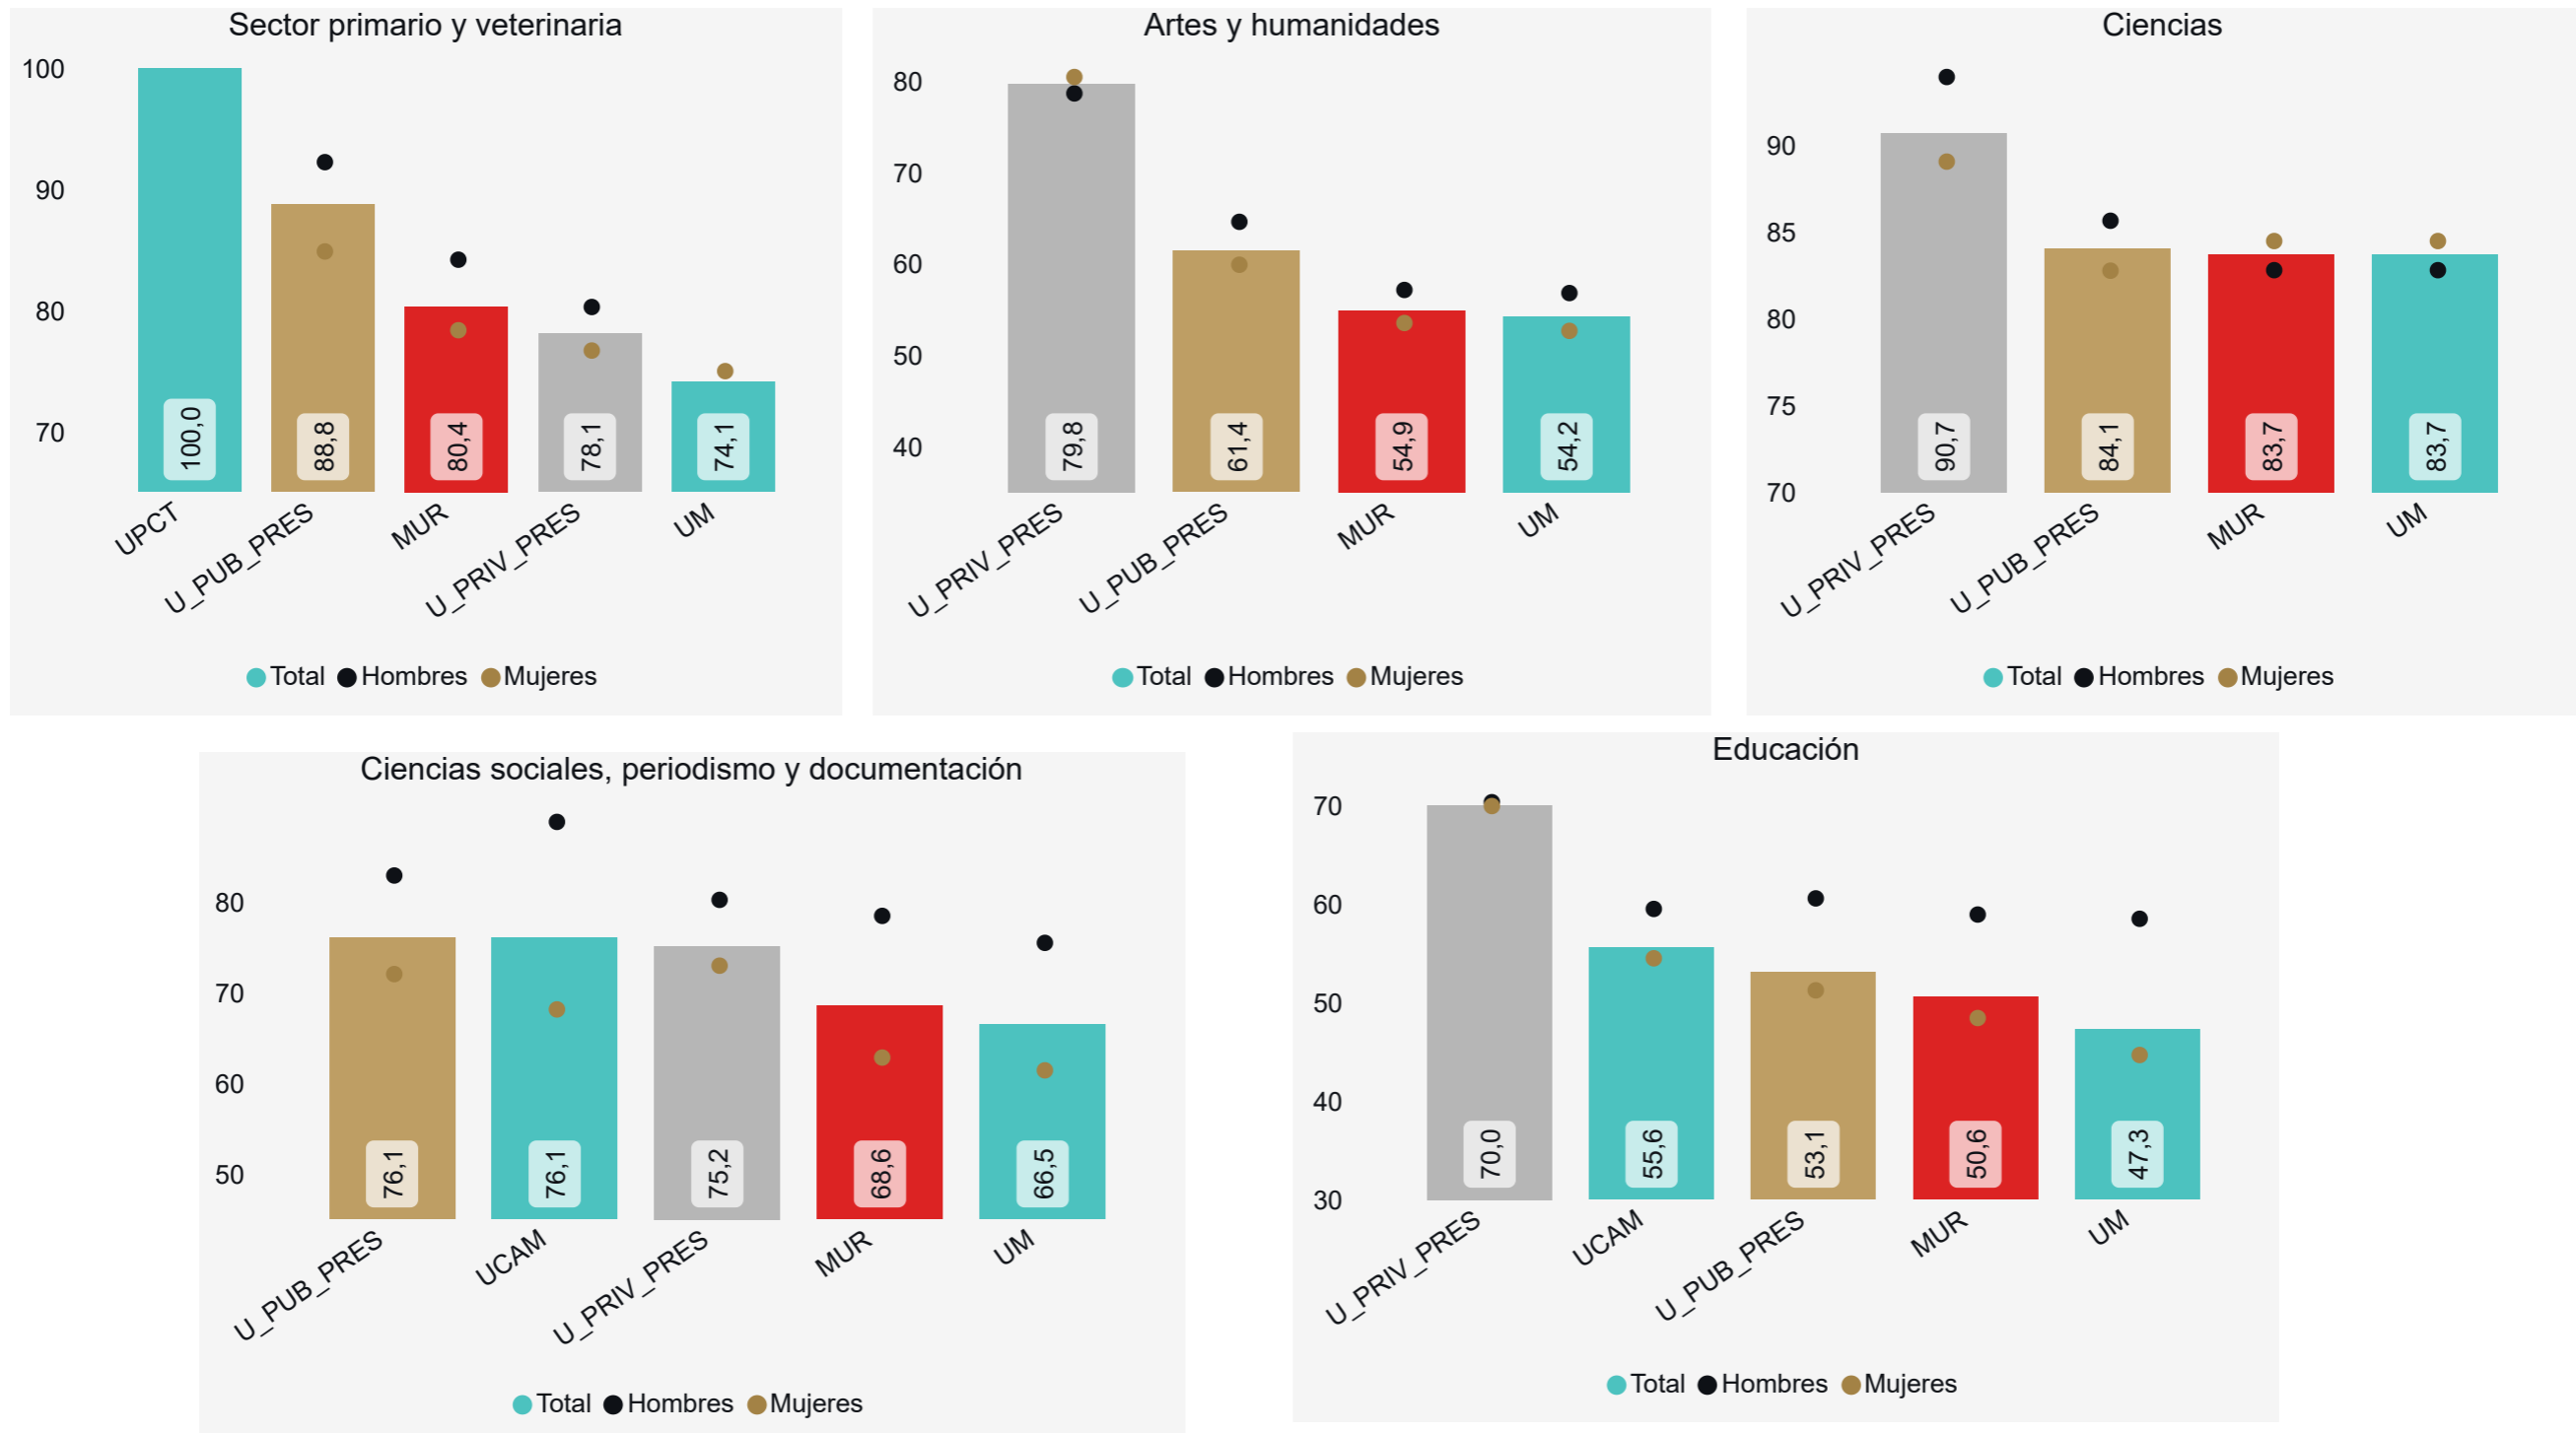 Sector primario y veterinaria
100
90
80
70
100,0
88,8
80,4
78,1
74,1
UPCT
U_PUB_PRES
MUR
U_PRIV_PRES
UM
Total Hombres Mujeres
Artes y humanidades
80
70
60
50
40
79,8
61,4
54,9
54,2
U_PRIV_PRES
U_PUB_PRES
MUR
UM
Total Hombres Mujeres
Ciencias
90
85
80
75
70
90,7
84,1
83,7
83,7
U_PRIV_PRES
U_PUB_PRES
MUR
UM
Total Hombres Mujeres
Ciencias sociales, periodismo y documentación
80
70
60
50
76,1
76,1
75,2
68,6
66,5
U_PUB_PRES
UCAM
U_PRIV_PRES
MUR
UM
Total Hombres Mujeres
Educación
70
60
50
40
30
70,0
55,6
53,1
50,6
47,3
U_PRIV_PRES
UCAM
U_PUB_PRES
MUR
UM
Total Hombres Mujeres